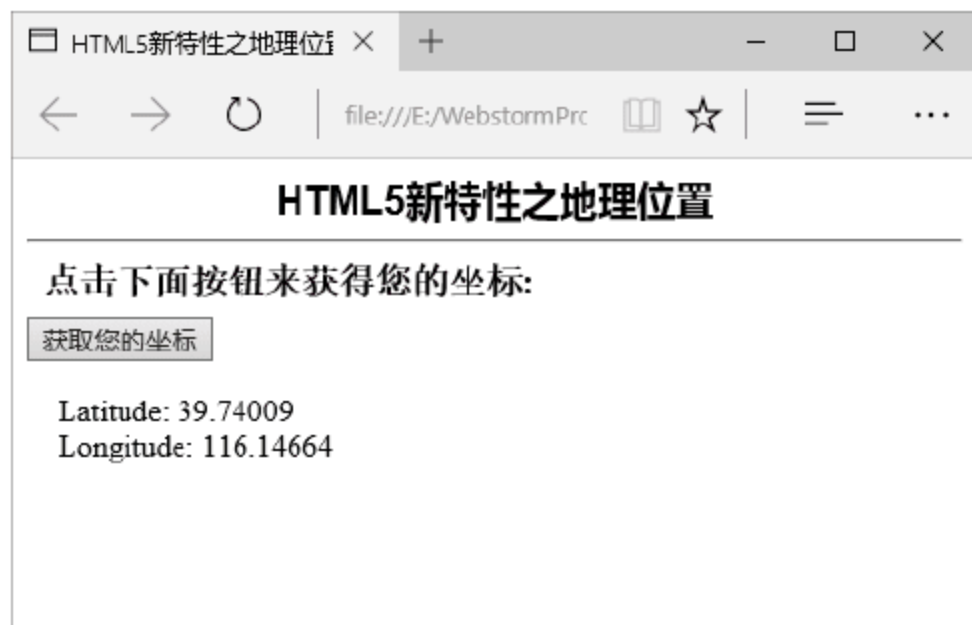 HTML5新特性之地理位
file:///E:/WebstormPrc
HTML5新特性之地理位置
点击下面按钮来获得您的坐标:
获取您的坐标
Latitude: 39.74009
Longitude: 116.14664